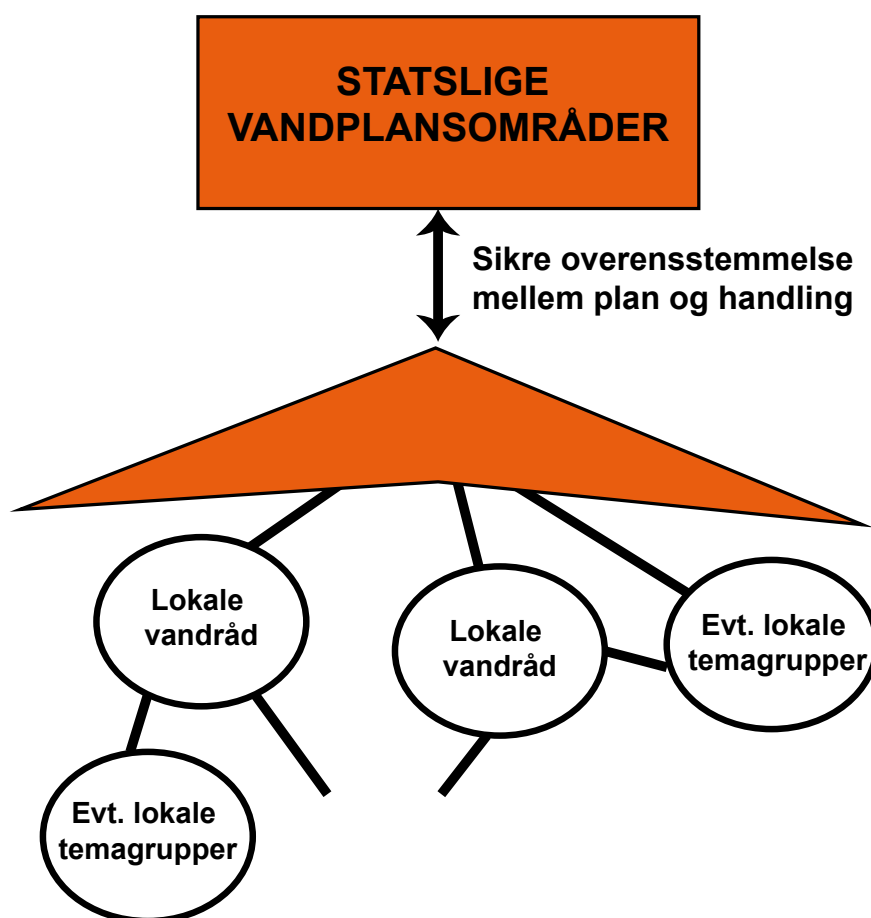 STATSLIGE
VANDPLANSOMRÅDER
Sikre overensstemmelse
mellem plan og handling
Lokale
vandråd
Lokale
vandråd
Evt. lokale
temagrupper
Evt. lokale
temagrupper